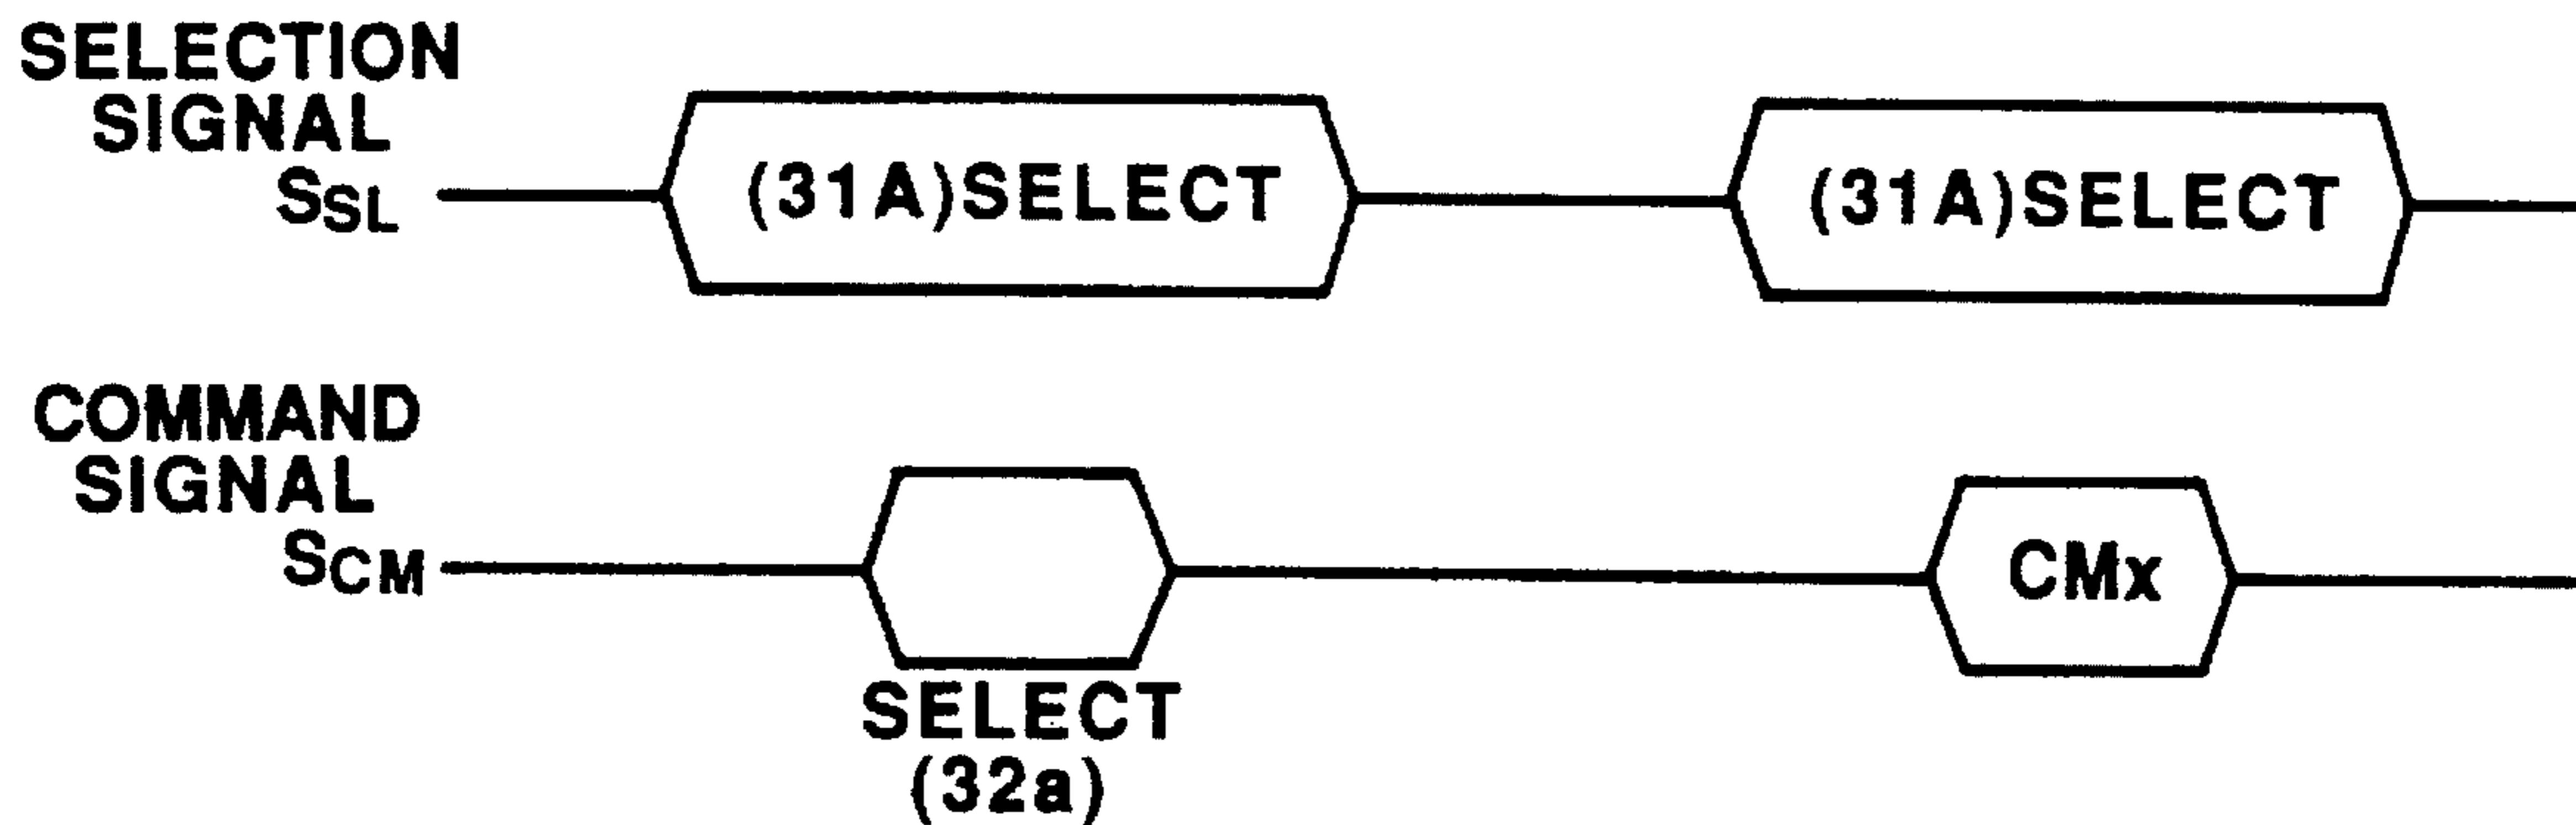 SELECTION
SIGNAL
SSL
(31A)SELECT
(31A)SELECT
COMMAND
SIGNAL
SCM
CMx
SELECT
(32a)